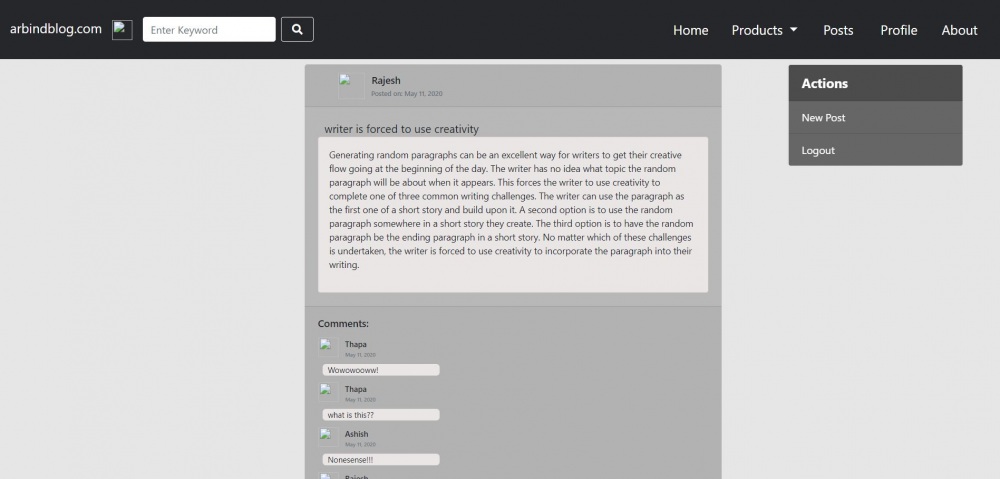 arbindblog.com
Enter Keyword
Home Products Posts Profile About
Rajesh
Posted on: May 11, 2020
writer is forced to use creativity
Generating random paragraphs can be an excellent way for writers to get their creative
flow going at the beginning of the day. The writer has no idea what topic the random
paragraph will be about when it appears. This forces the writer to use creativity to
complete one of three common writing challenges. The writer can use the paragraph as
the first one of a short story and build upon it. A second option is to use the random
paragraph somewhere in a short story they create. The third option is to have the random
paragraph be the ending paragraph in a short story. No matter which of these challenges
is undertaken, the writer is forced to use creativity to incorporate the paragraph into their
writing.
Comments:
Thapa
May 11, 2020
Wowowooww!
Thapa
May 11, 2020
what is this??
Ashish
May 11, 2020
Nonesense!!!
Rajesh
Actions
New Post
Logout